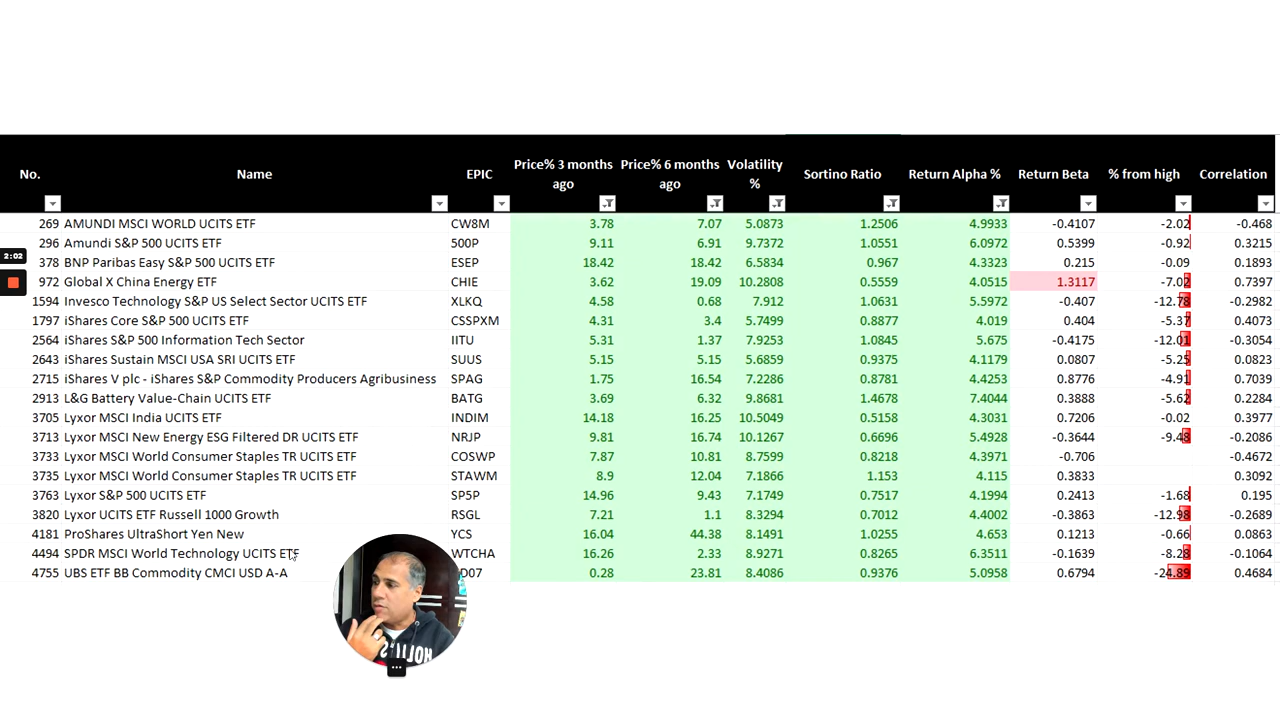 No. Name EPIC Price% 3 months ago Price% 6 months ago Volatility % Sortino Ratio Return Alpha % Return Beta % from high Correlation
269 AMUNDI MSCI WORLD UCITS ETF CW8M 3.78 7.07 5.0873 1.2506 4.9933 -0.4107 -2.02 -0.468
296 Amundi S&P 500 UCITS ETF 500P 9.11 6.91 9.7372 1.0551 6.0972 0.5399 -0.92 0.3215
2:02
378 BNP Paribas Easy S&P 500 UCITS ETF ESEP 18.42 18.42 6.5834 0.967 4.3323 0.215 -0.09 0.1893
972 Global X China Energy ETF CHIE 3.62 19.09 10.2808 0.5559 4.0515 1.3117 -7.02 0.7397
1594 Invesco Technology S&P US Select Sector UCITS ETF XLKQ 4.58 0.68 7.912 1.0631 5.5972 -0.407 -12.78 -0.2982
1797 iShares Core S&P 500 UCITS ETF CSSPXM 4.31 3.4 5.7499 0.8877 4.019 0.404 -5.37 0.4073
2564 iShares S&P 500 Information Tech Sector IITU 5.31 1.37 7.9253 1.0845 5.675 -0.4175 -12.01 -0.3054
2643 iShares Sustain MSCI USA SRI UCITS ETF SUUS 5.15 5.15 5.6859 0.9375 4.1179 0.0807 -5.25 0.0823
2715 iShares V plc - iShares S&P Commodity Producers Agribusiness SPAG 1.75 16.54 7.2286 0.8781 4.4253 0.8776 -4.91 0.7039
2913 L&G Battery Value-Chain UCITS ETF BATG 3.69 6.32 9.8681 1.4678 7.4044 0.3888 -5.62 0.2284
3705 Lyxor MSCI India UCITS ETF INDIM 14.18 16.25 10.5049 0.5158 4.3031 0.7206 -0.02 0.3977
3713 Lyxor MSCI New Energy ESG Filtered DR UCITS ETF NRJP 9.81 16.74 10.1267 0.6696 5.4928 -0.3644 -9.48 -0.2086
3733 Lyxor MSCI World Consumer Staples TR UCITS ETF COSWP 7.87 10.81 8.7599 0.8218 4.3971 -0.706 -0.4672
3735 Lyxor MSCI World Consumer Staples TR UCITS ETF STAWM 8.9 12.04 7.1866 1.153 4.115 0.3833 0.3092
3763 Lyxor S&P 500 UCITS ETF SP5P 14.96 9.43 7.1749 0.7517 4.1994 0.2413 -1.68 0.195
3820 Lyxor UCITS ETF Russell 1000 Growth RSGL 7.21 1.1 8.3294 0.7012 4.4002 -0.3863 -12.98 -0.2689
4181 ProShares UltraShort Yen New YCS 16.04 44.38 8.1491 1.0255 4.653 0.1213 -0.66 0.0863
4494 SPDR MSCI World Technology UCITS ETF WTCHA 16.26 2.33 8.9271 0.8265 6.3511 -0.1639 -8.28 -0.1064
4755 UBS ETF BB Commodity CMCI USD A-A D07 0.28 23.81 8.4086 0.9376 5.0958 0.6794 -24.89 0.4684